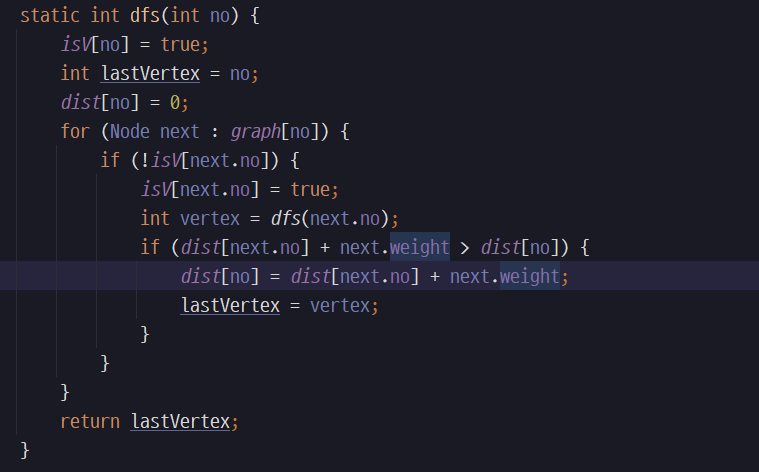 static int dfs(int no) {
isV[no] = true;
int lastVertex = no;
dist[no] = 0;
for (Node next : graph[no]) {
if (!isV[next.no]) {
isV[next.no] = true;
int vertex = dfs(next.no);
if (dist[next.no] + next.weight > dist[no]) {
dist[no] = dist[next.no] + next.weight;
lastVertex = vertex;
}
}
}
return lastVertex;
}